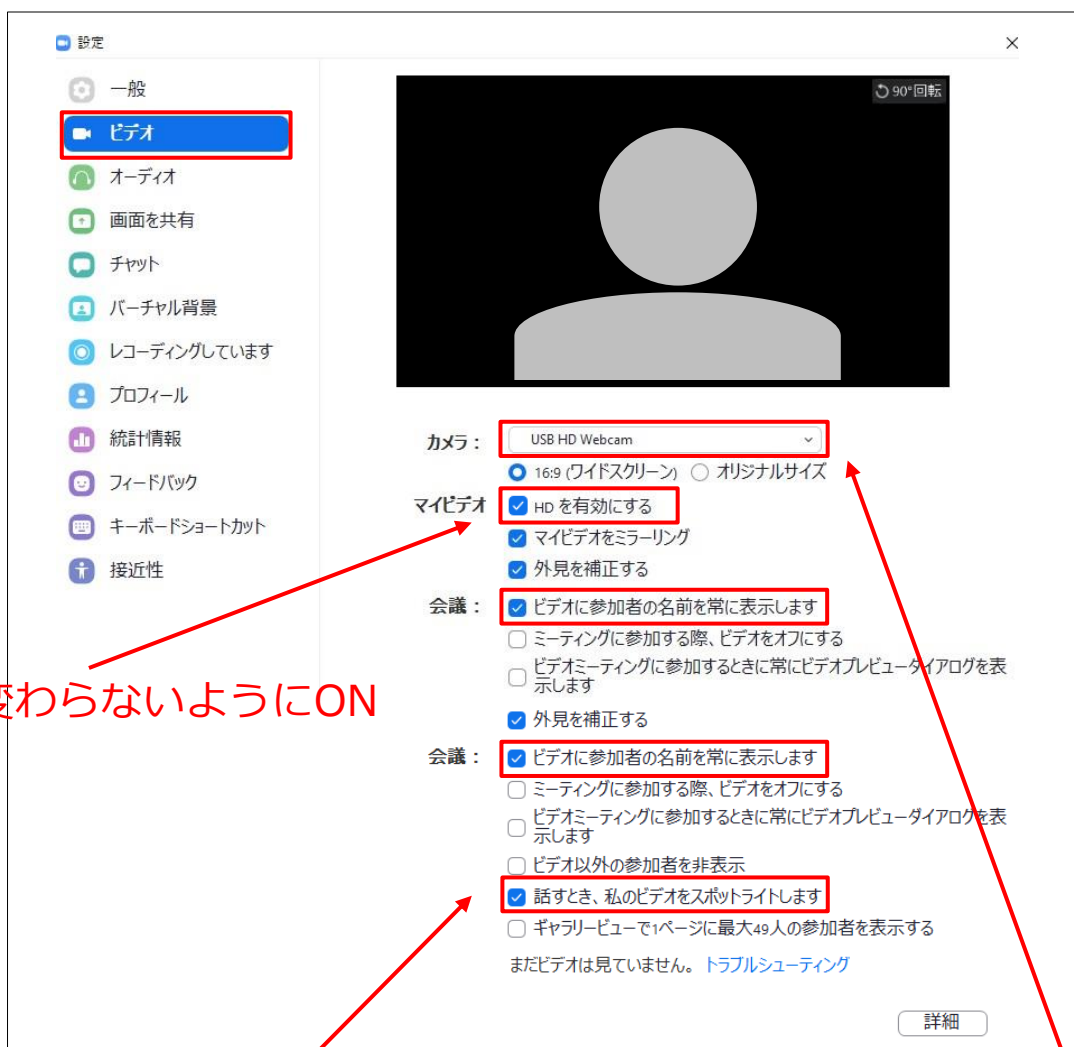 設定
一般
ビデオ
オーディオ
画面を共有
チャット
バーチャル背景
レコーディングしています
プロフィール
統計情報
フィードバック
キーボードショートカット
接近性
90°回転
カメラ：
USB HD Webcam
16:9 (ワイドスクリーン) オリジナルサイズ
マイビデオ
HD を有効にする
マイビデオをミラーリング
外見を補正する
会議：
ビデオに参加者の名前を常に表示します
ミーティングに参加する際、ビデオをオフにする
ビデオミーティングに参加するときに常にビデオプレビューダイアログを表
示します
変わらないようにON
外見を補正する
会議：
ビデオに参加者の名前を常に表示します
ミーティングに参加する際、ビデオをオフにする
ビデオミーティングに参加するときに常にビデオプレビューダイアログを表
示します
ビデオ以外の参加者を非表示
話すとき、私のビデオをスポットライトします
ギャラリービューで1ページに最大49人の参加者を表示する
まだビデオは見ていません。 トラブルシューティング
詳細